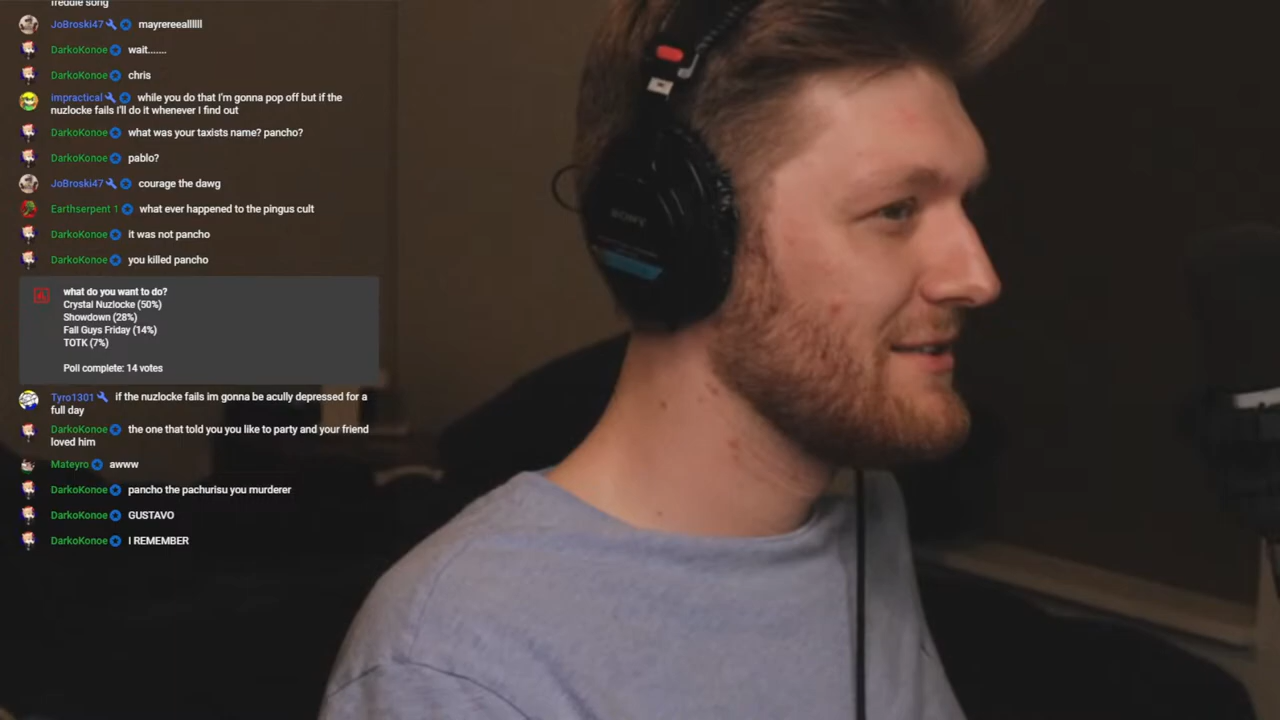 freddie song
JoBroski47 mayrereeallllll
DarkoKonoe wait.......
DarkoKonoe chris
impractical while you do that I'm gonna pop off but if the
nuzlocke fails I'll do it whenever I find out
DarkoKonoe what was your taxists name? pancho?
DarkoKonoe pablo?
JoBroski47 courage the dawg
Earthserpent 1 what ever happened to the pingus cult
DarkoKonoe it was not pancho
DarkoKonoe you killed pancho
what do you want to do?
Crystal Nuzlocke (50%)
Showdown (28%)
Fall Guys Friday (14%)
TOTK (7%)
Poll complete: 14 votes
Tyro1301 if the nuzlocke fails im gonna be acully depressed for a
full day
DarkoKonoe the one that told you you like to party and your friend
loved him
Mateyro awww
DarkoKonoe pancho the pachurisu you murderer
DarkoKonoe GUSTAVO
DarkoKonoe I REMEMBER
SONY